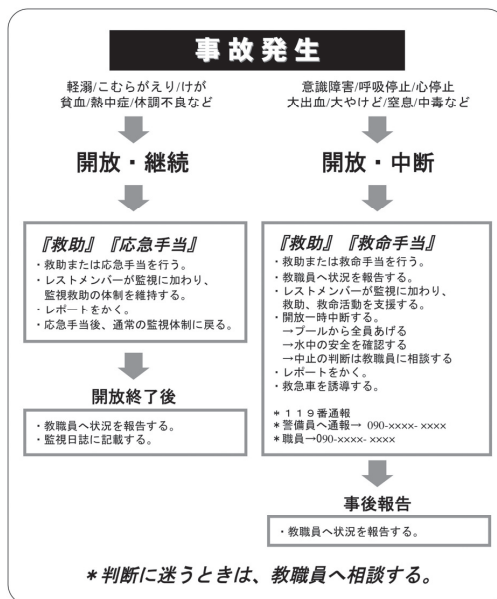 事故発生
軽溺/こむらがえり/けが
貧血/熱中症/休調不良など
開放・継続
『救助』『応急手当』
・救助または応急手当を行う。
・レストメンバーが監視に加わり、
監視救助の体制を維持する。
・レポートをかく。
・応急手当後、通常の監視体制に戻る。
開放終了後
・教職員へ状況を報告する。
・監視日誌に記載する。
意識障害/呼吸停止/心停止
大出血/大やけど/窒息/中毒など
開放・中断
『救助』『救命手当』
・救助または救命手当を行う。
・教職員へ状況を報告する。
・レストメンバーが監視に加わり、
救助、救命活動を支援する。
・開放一時中断する。
→プールから全員あげる
→水中の安全を確認する
→中止の判断は教職員に相談する
・レポートをかく。
・救急車を誘導する。
＊１１９番通報
＊警備員へ通報→ 090-xxxx- xxxx
＊職員→090-xxxx- xxxx
事後報告
・教職員へ状況を報告する。
＊判断に迷うときは、教職員へ相談する。